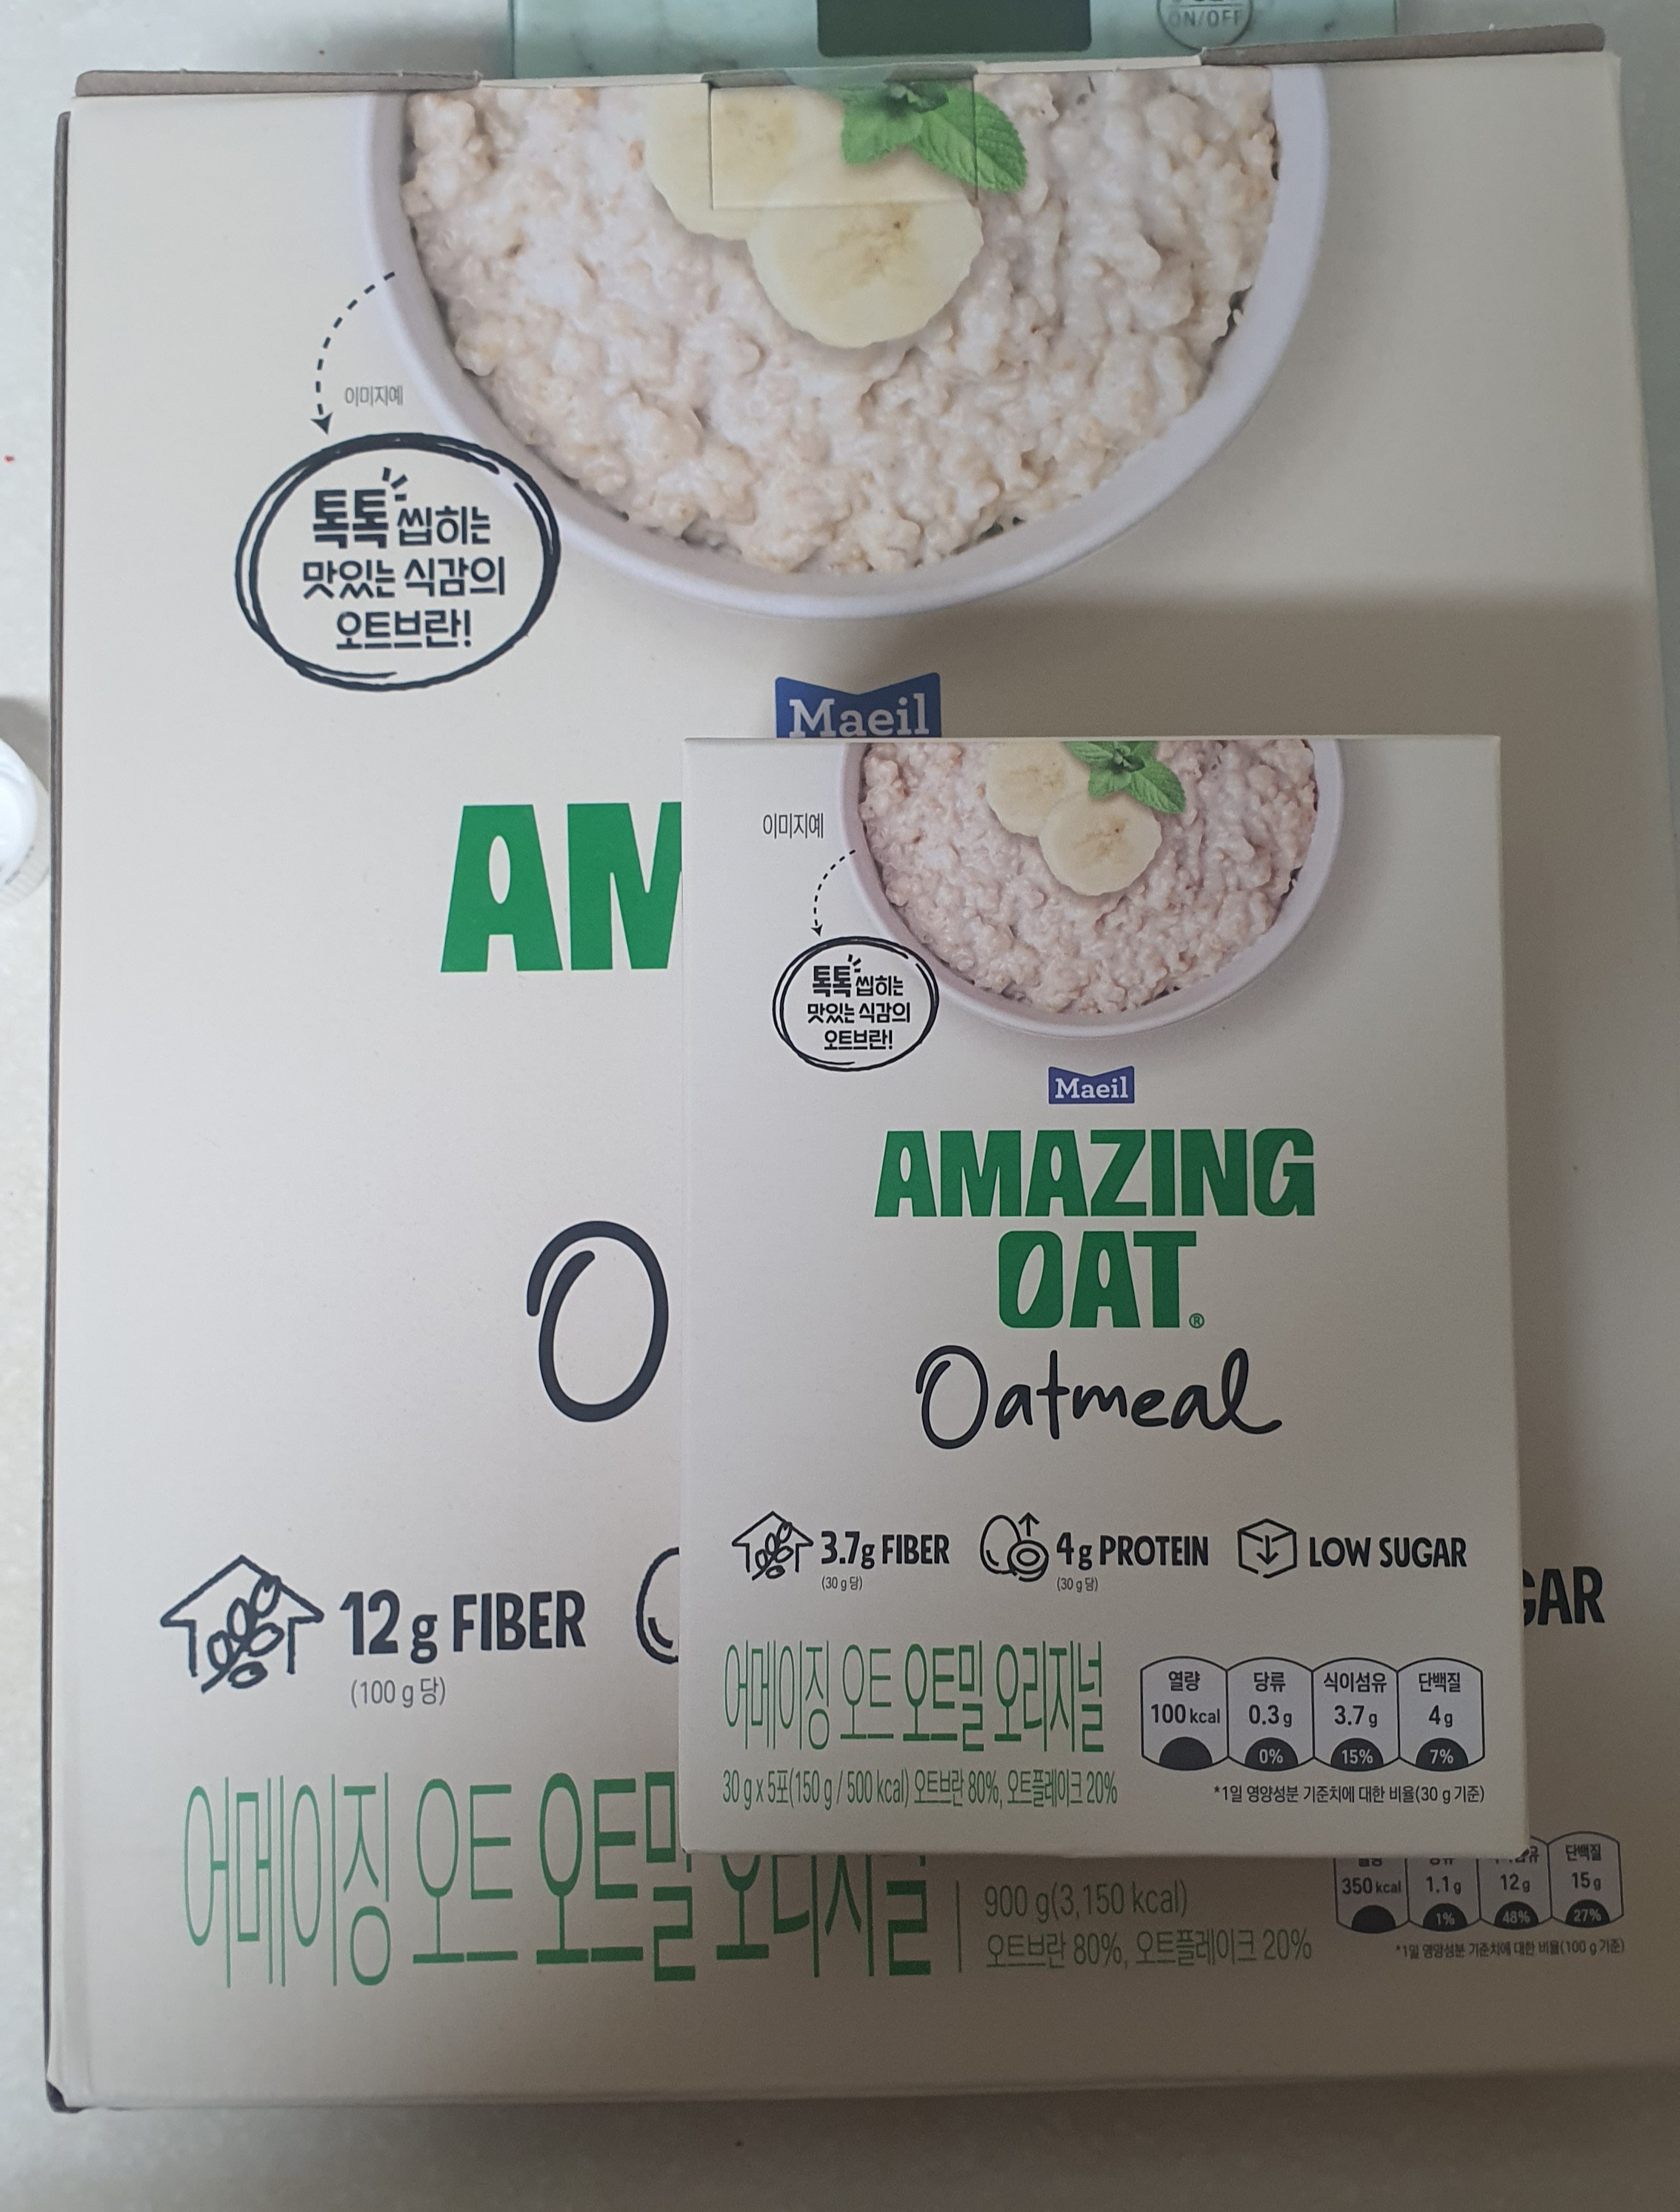 ON/OFF
이미지예
톡톡 씹히는
맛있는 식감의
오트브란!
Maeil
AM
O
12 g FIBER
(100 g 당)
GAR
어메이징 오트 오트밀 오리지널
900 g(3,150 kcal)
오트브란 80%, 오트플레이크 20%
단백질
350 kcal 1.1 g 12 g 15 g
1% 48% 27%
*1일 영양성분 기준치에 대한 비율(100 g 기준)
이미지예
톡톡 씹히는
맛있는 식감의
오트브란!
Maeil
AMAZING
OAT®
Oatmeal
3.7g FIBER
(30 g 당)
4 g PROTEIN
(30 g 당)
LOW SUGAR
어메이징 오트 오트밀 오리지널
30 g x 5포(150 g / 500 kcal) 오트브란 80%, 오트플레이크 20%
열량 당류 식이섬유 단백질
100 kcal 0.3 g 3.7 g 4 g
0% 15% 7%
*1일 영양성분 기준치에 대한 비율(30 g 기준)